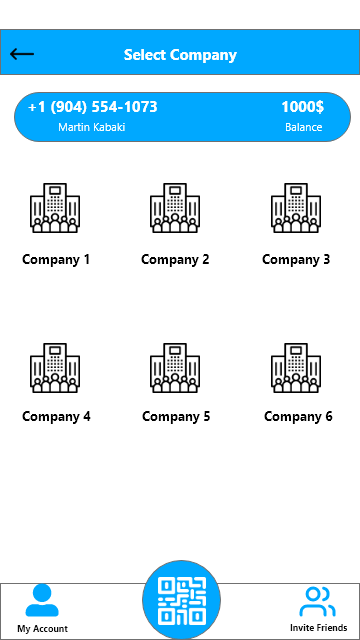 Select Company
+1 (904) 554-1073 1000$
Martin Kabaki Balance
Company 1 Company 2 Company 3
Company 4 Company 5 Company 6
My Account Invite Friends